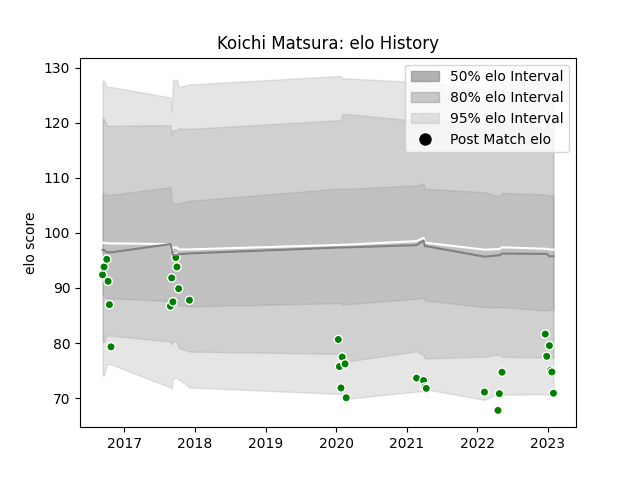 Koichi Matsura: elo History
130
120
110
100
90
80
70
elo score
50% elo Interval
80% elo Interval
95% elo Interval
Post Match elo
2017
2018
2019
2020
2021
2022
2023